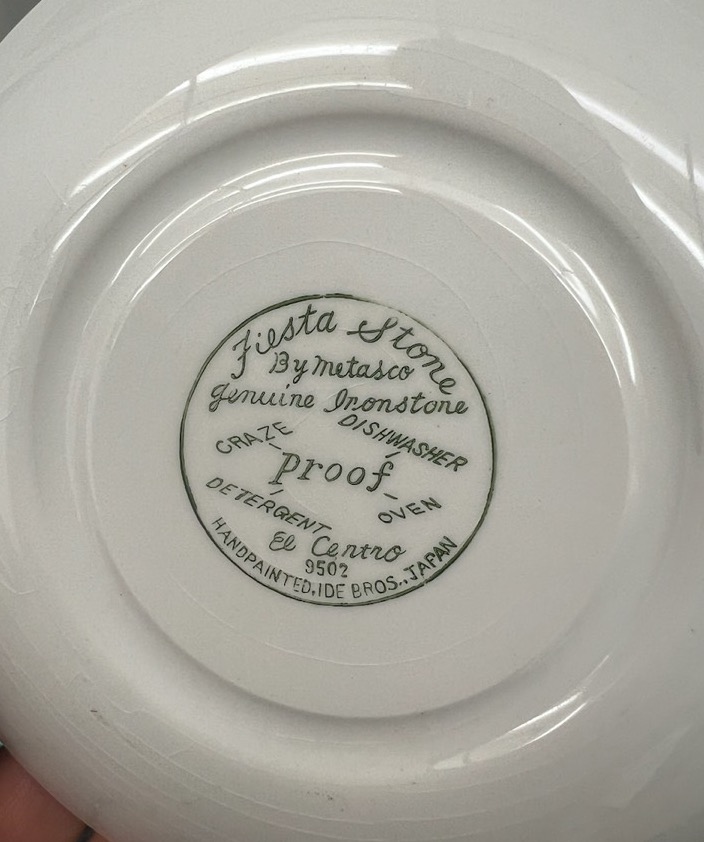 Fiesta Stone
By Metasco
Genuine Ironstone
CRAZE DISHWASHER
proof
DETERGENT OVEN
El Centro
9502
HANDPAINTED, IDE BROS., JAPAN